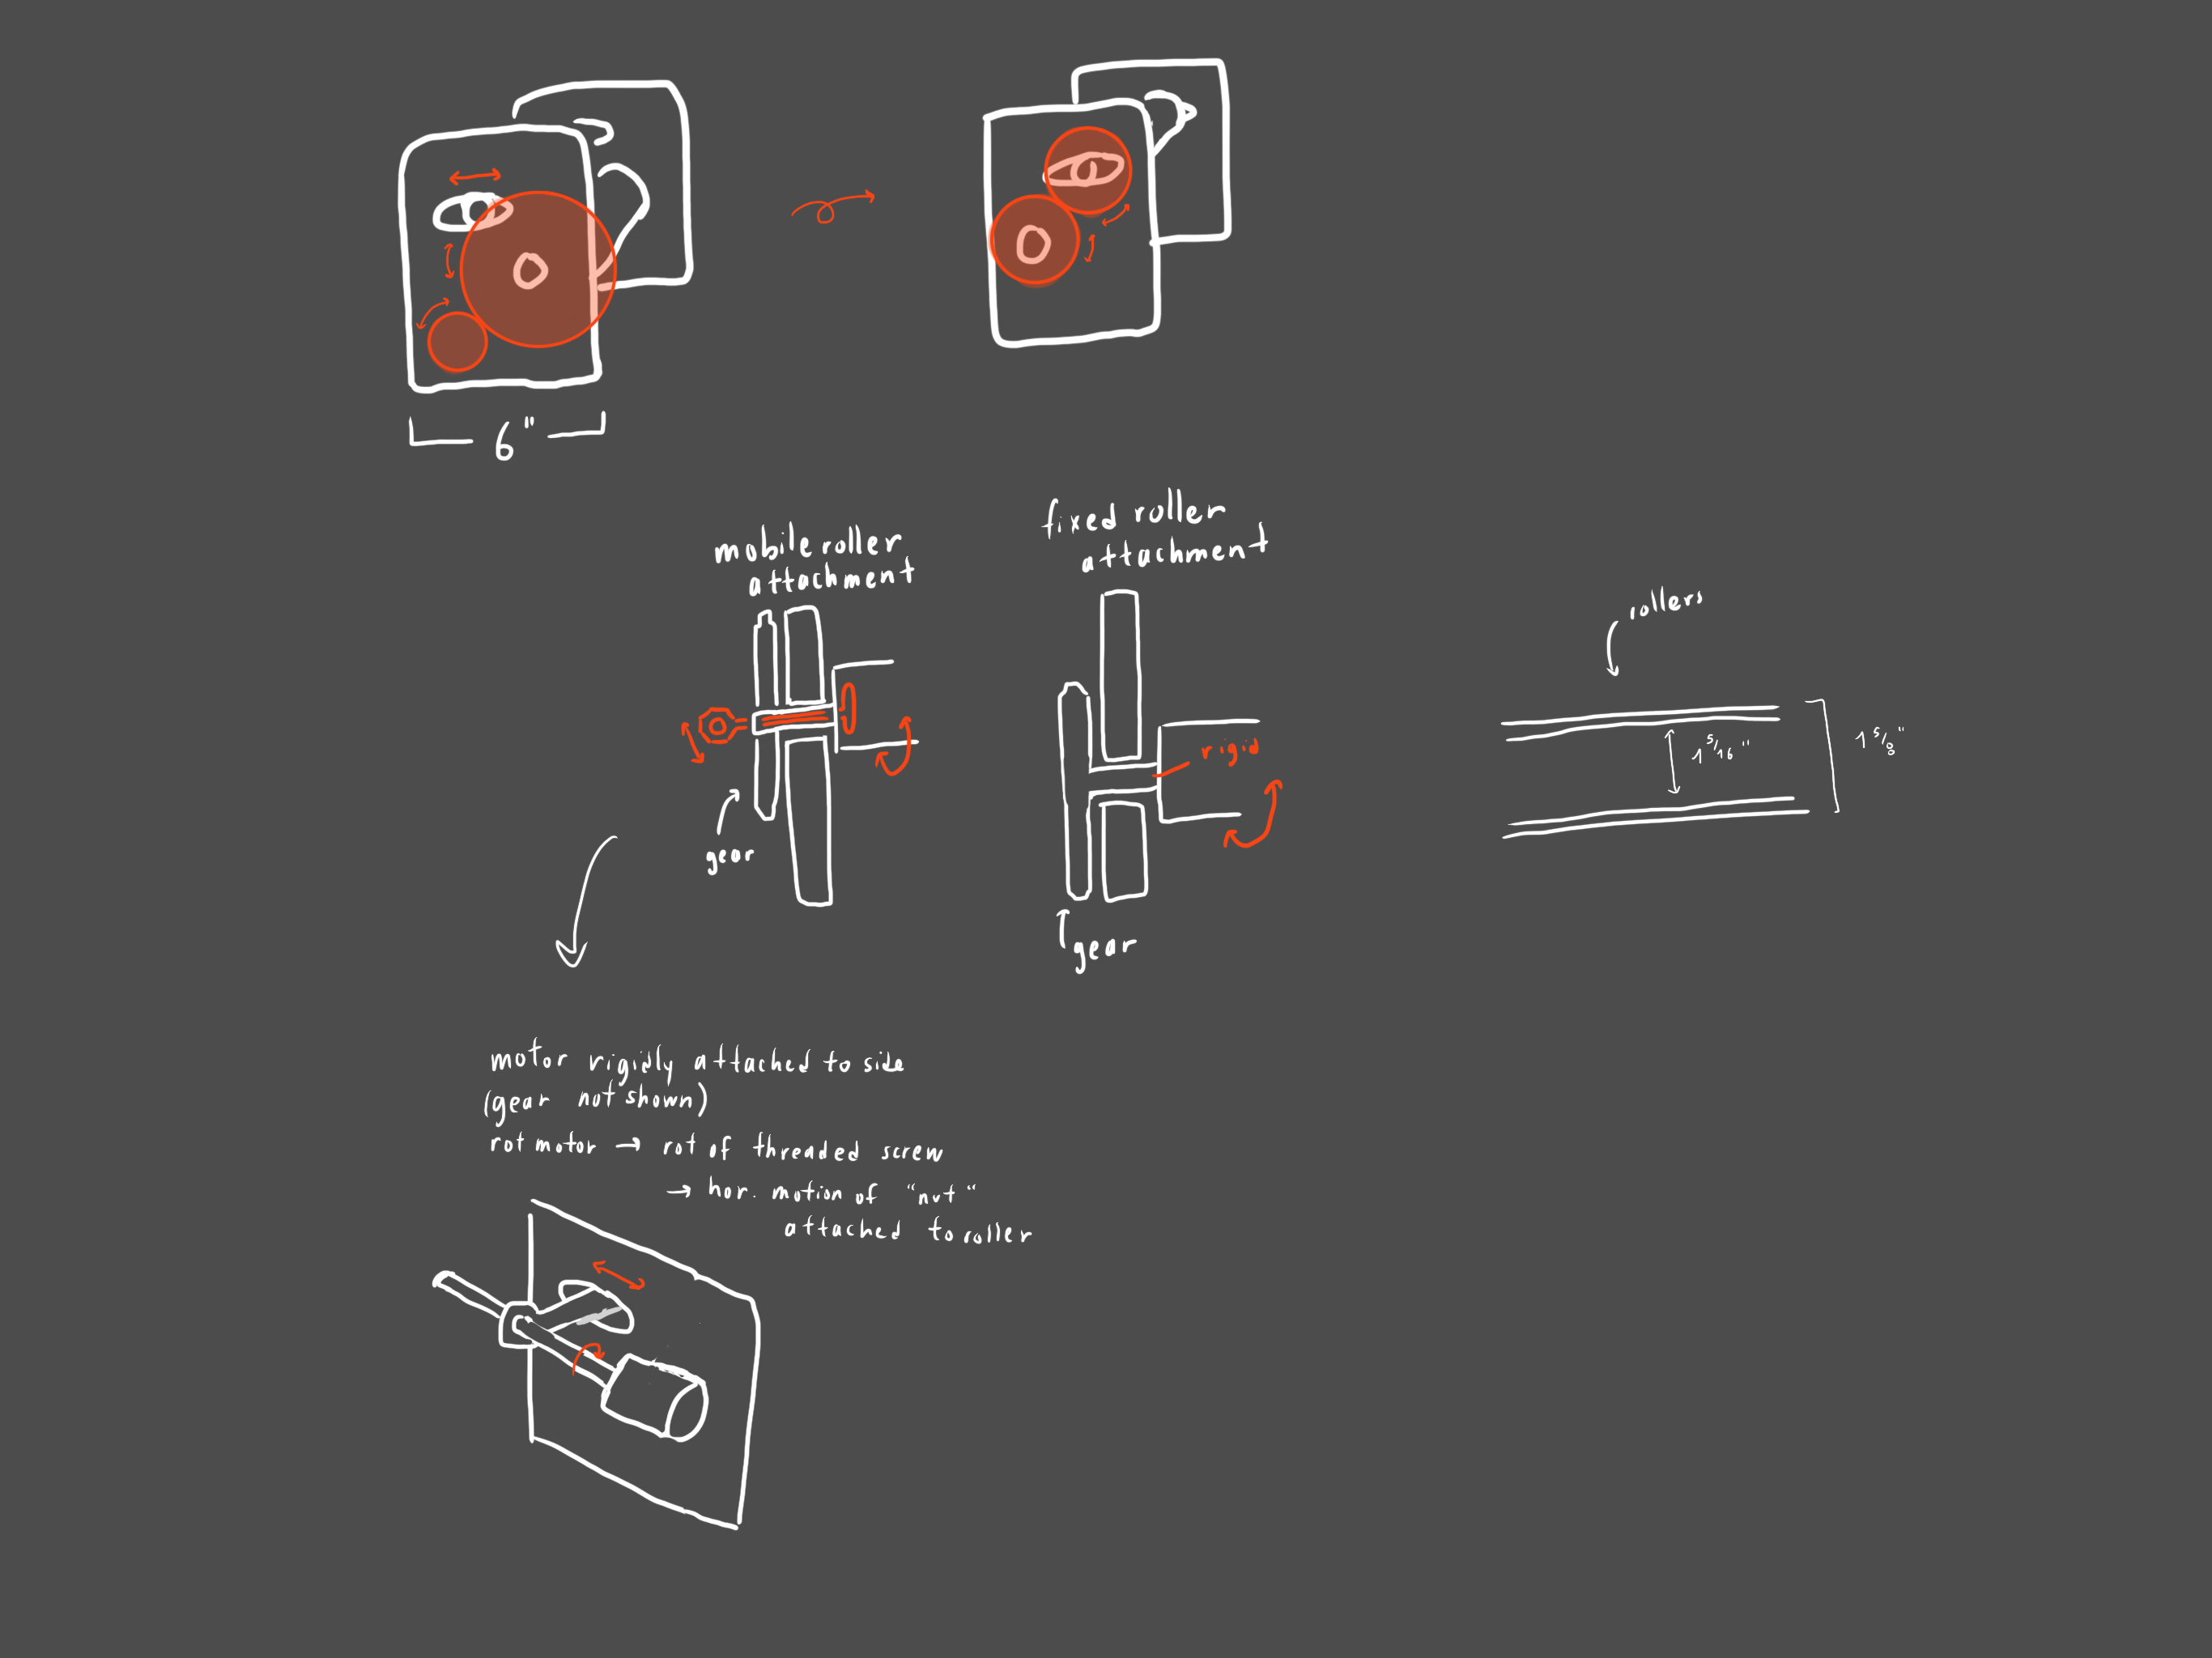 6"
mobile roller
attachment
fixed roller
attachment
rollers
rigid
1 5/16"
1 5/8"
gear
gear
motor rigidly attached to side
(gear not shown)
rot motor → rot of threaded screw
→ hor. motion of "nut"
attached to roller